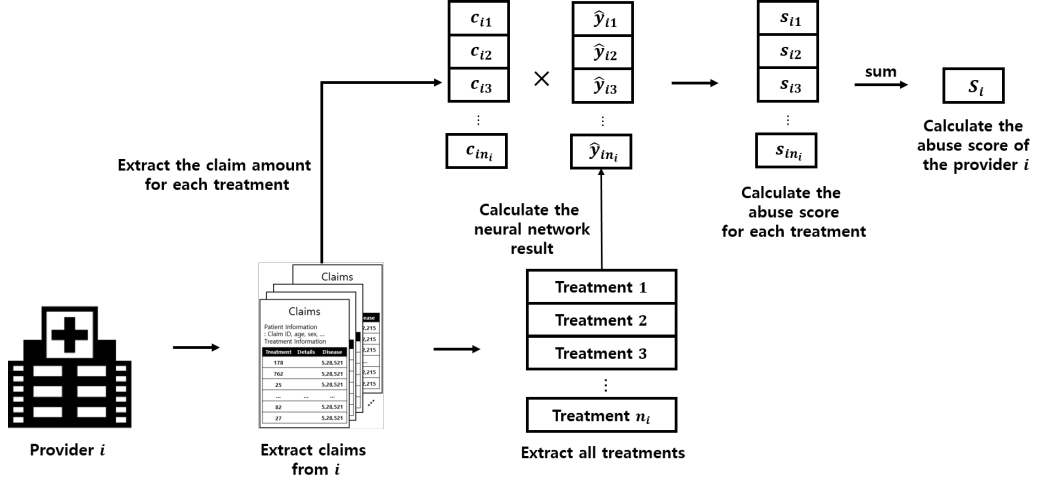 c_{i1}
c_{i2}
c_{i3}
⋮
c_{in_i}
×
ŷ_{i1}
ŷ_{i2}
ŷ_{i3}
⋮
ŷ_{in_i}
s_{i1}
s_{i2}
s_{i3}
⋮
s_{in_i}
sum
S_i
Calculate the
abuse score of
the provider i
Extract the claim amount
for each treatment
Calculate the
neural network
result
Calculate the
abuse score
for each treatment
Claims
Claims
Patient Information
: Claim ID, age, sex, ...
Treatment Information
Treatment Details Disease
178 5,28,521
762 5,28,521
25 5,28,521
... ... ...
82 5,28,521
27 5,28,521
Treatment 1
Treatment 2
Treatment 3
⋮
Treatment n_i
Provider i
Extract claims
from i
Extract all treatments